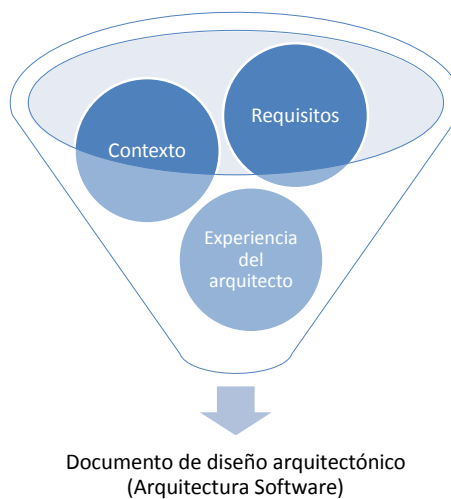 Requisitos
Contexto
Experiencia
del
arquitecto
Documento de diseño arquitectónico
(Arquitectura Software)